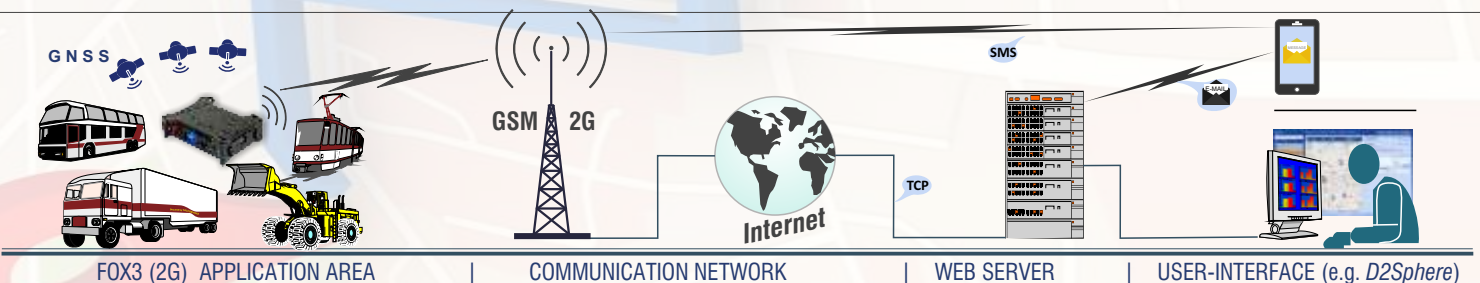 GNSS
SMS
MESSAGE
E-MAIL
GSM 2G
TCP
Internet
FOX3 (2G) APPLICATION AREA | COMMUNICATION NETWORK | WEB SERVER | USER-INTERFACE (e.g. D2Sphere)